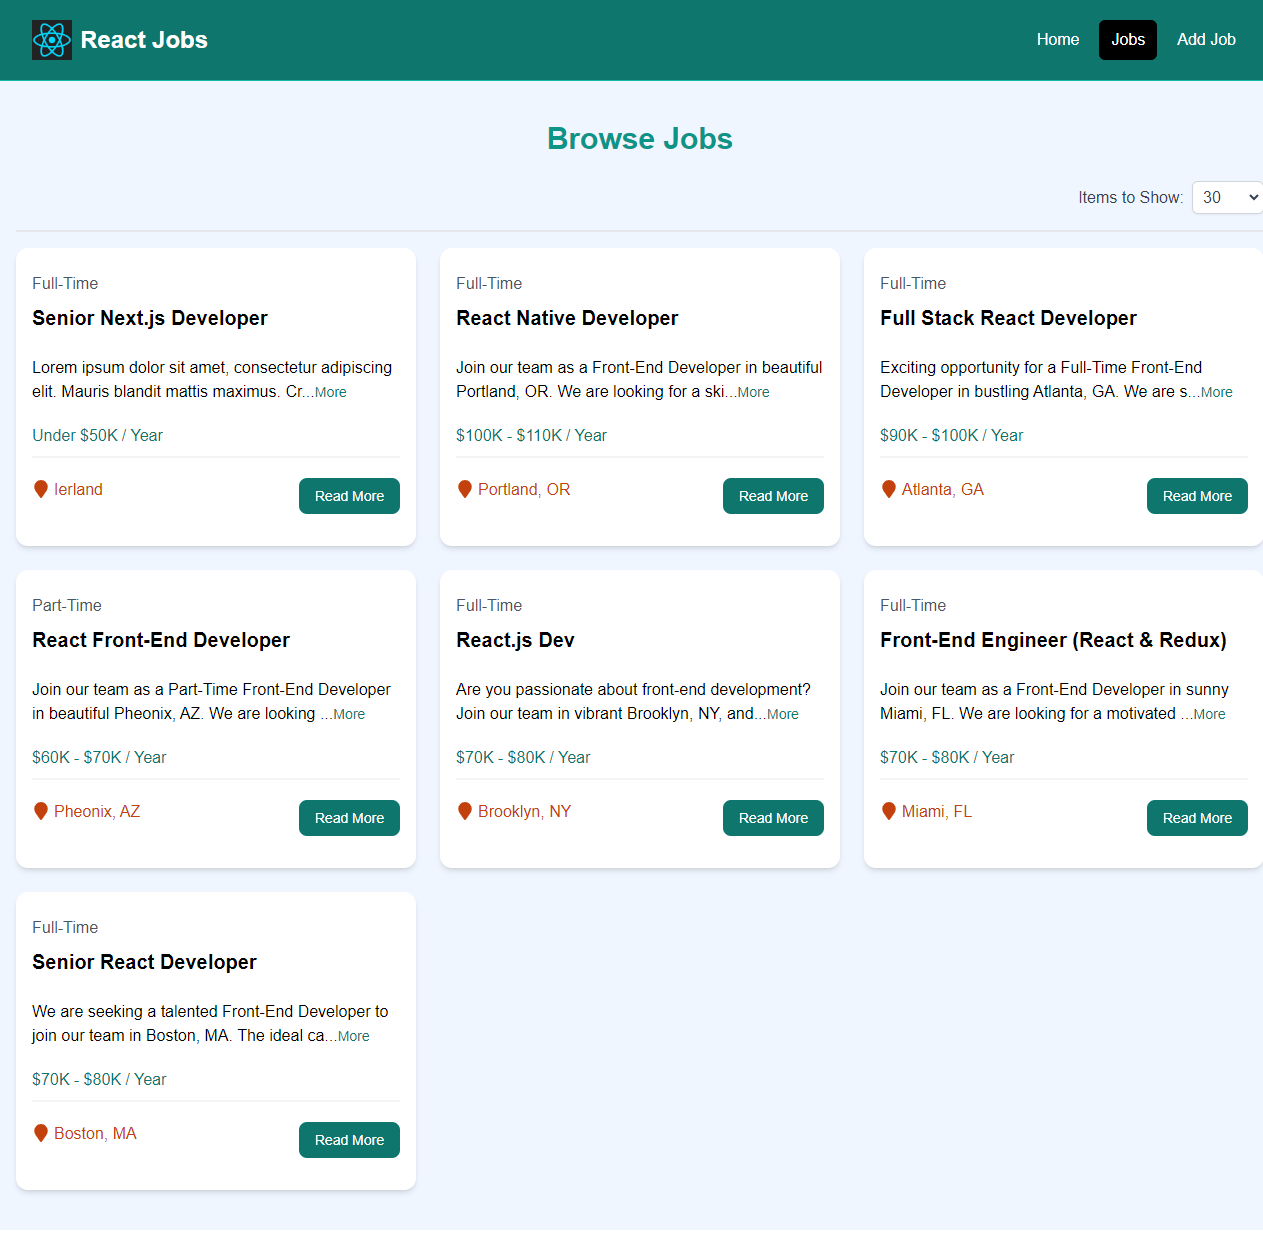 React Jobs
Home
Jobs
Add Job
Browse Jobs
Items to Show:
30
Full-Time
Senior Next.js Developer
Lorem ipsum dolor sit amet, consectetur adipiscing
elit. Mauris blandit mattis maximus. Cr...More
Under $50K / Year
Ierland
Read More
Full-Time
React Native Developer
Join our team as a Front-End Developer in beautiful
Portland, OR. We are looking for a ski...More
$100K - $110K / Year
Portland, OR
Read More
Full-Time
Full Stack React Developer
Exciting opportunity for a Full-Time Front-End
Developer in bustling Atlanta, GA. We are s...More
$90K - $100K / Year
Atlanta, GA
Read More
Part-Time
React Front-End Developer
Join our team as a Part-Time Front-End Developer
in beautiful Pheonix, AZ. We are looking ...More
$60K - $70K / Year
Pheonix, AZ
Read More
Full-Time
React.js Dev
Are you passionate about front-end development?
Join our team in vibrant Brooklyn, NY, and...More
$70K - $80K / Year
Brooklyn, NY
Read More
Full-Time
Front-End Engineer (React & Redux)
Join our team as a Front-End Developer in sunny
Miami, FL. We are looking for a motivated ...More
$70K - $80K / Year
Miami, FL
Read More
Full-Time
Senior React Developer
We are seeking a talented Front-End Developer to
join our team in Boston, MA. The ideal ca...More
$70K - $80K / Year
Boston, MA
Read More